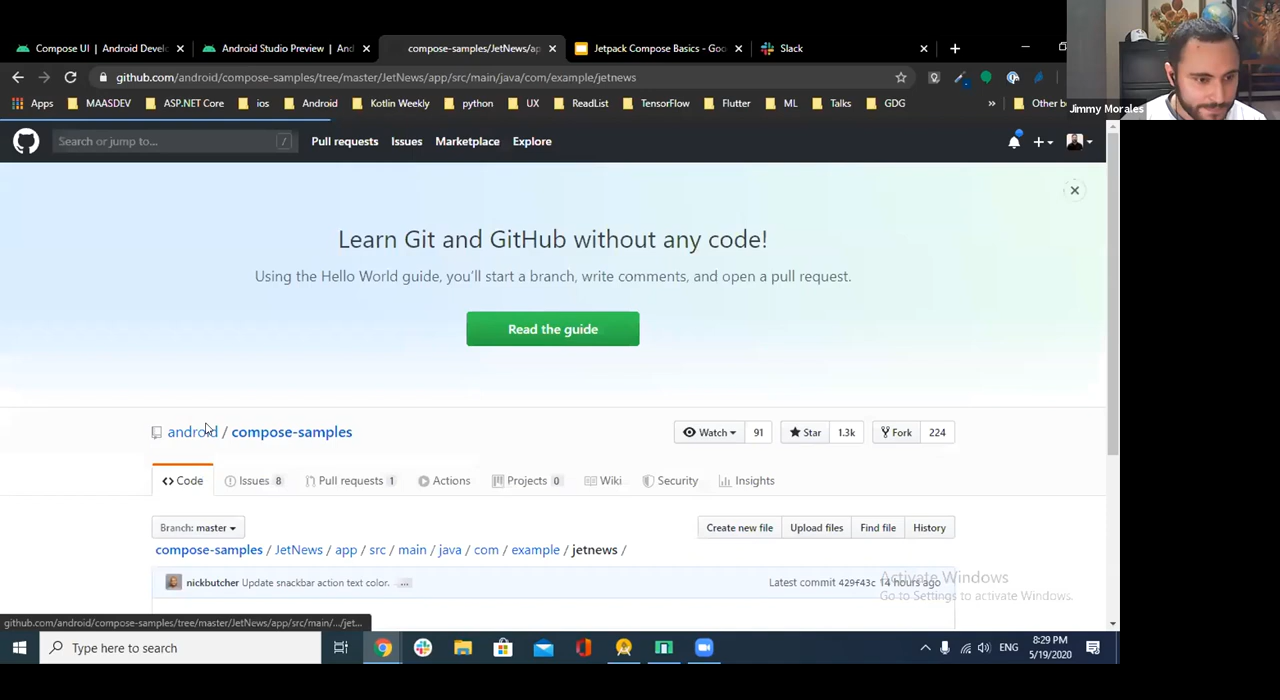 Compose UI | Android Devel
Android Studio Preview | And
compose-samples/JetNews/ap
Jetpack Compose Basics - Goo
Slack
github.com/android/compose-samples/tree/master/JetNews/app/src/main/java/com/example/jetnews
Apps
MAASDEV
ASP.NET Core
ios
Android
Kotlin Weekly
python
UX
ReadList
TensorFlow
Flutter
ML
Talks
GDG
»
Other b
Jimmy Morales
Search or jump to...
/
Pull requests
Issues
Marketplace
Explore
Learn Git and GitHub without any code!
Using the Hello World guide, you'll start a branch, write comments, and open a pull request.
Read the guide
android / compose-samples
Watch 91
Star 1.3k
Fork 224
Code
Issues 8
Pull requests 1
Actions
Projects 0
Wiki
Security
Insights
Branch: master
Create new file
Upload files
Find file
History
compose-samples / JetNews / app / src / main / java / com / example / jetnews /
nickbutcher Update snackbar action text color. ...
Latest commit 429f43c 14 hours ago
Activate Windows
Go to Settings to activate Windows.
github.com/android/compose-samples/tree/master/JetNews/app/src/main/.../jet...
Type here to search
ENG
8:29 PM
5/19/2020